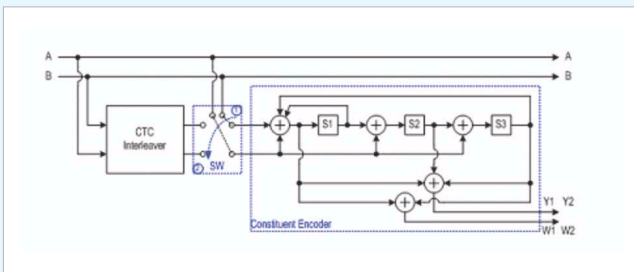 A
A
B
B
1
CTC
Interleaver
S1
S2
S3
2
SW
Y1 Y2
Constituent Encoder
W1 W2